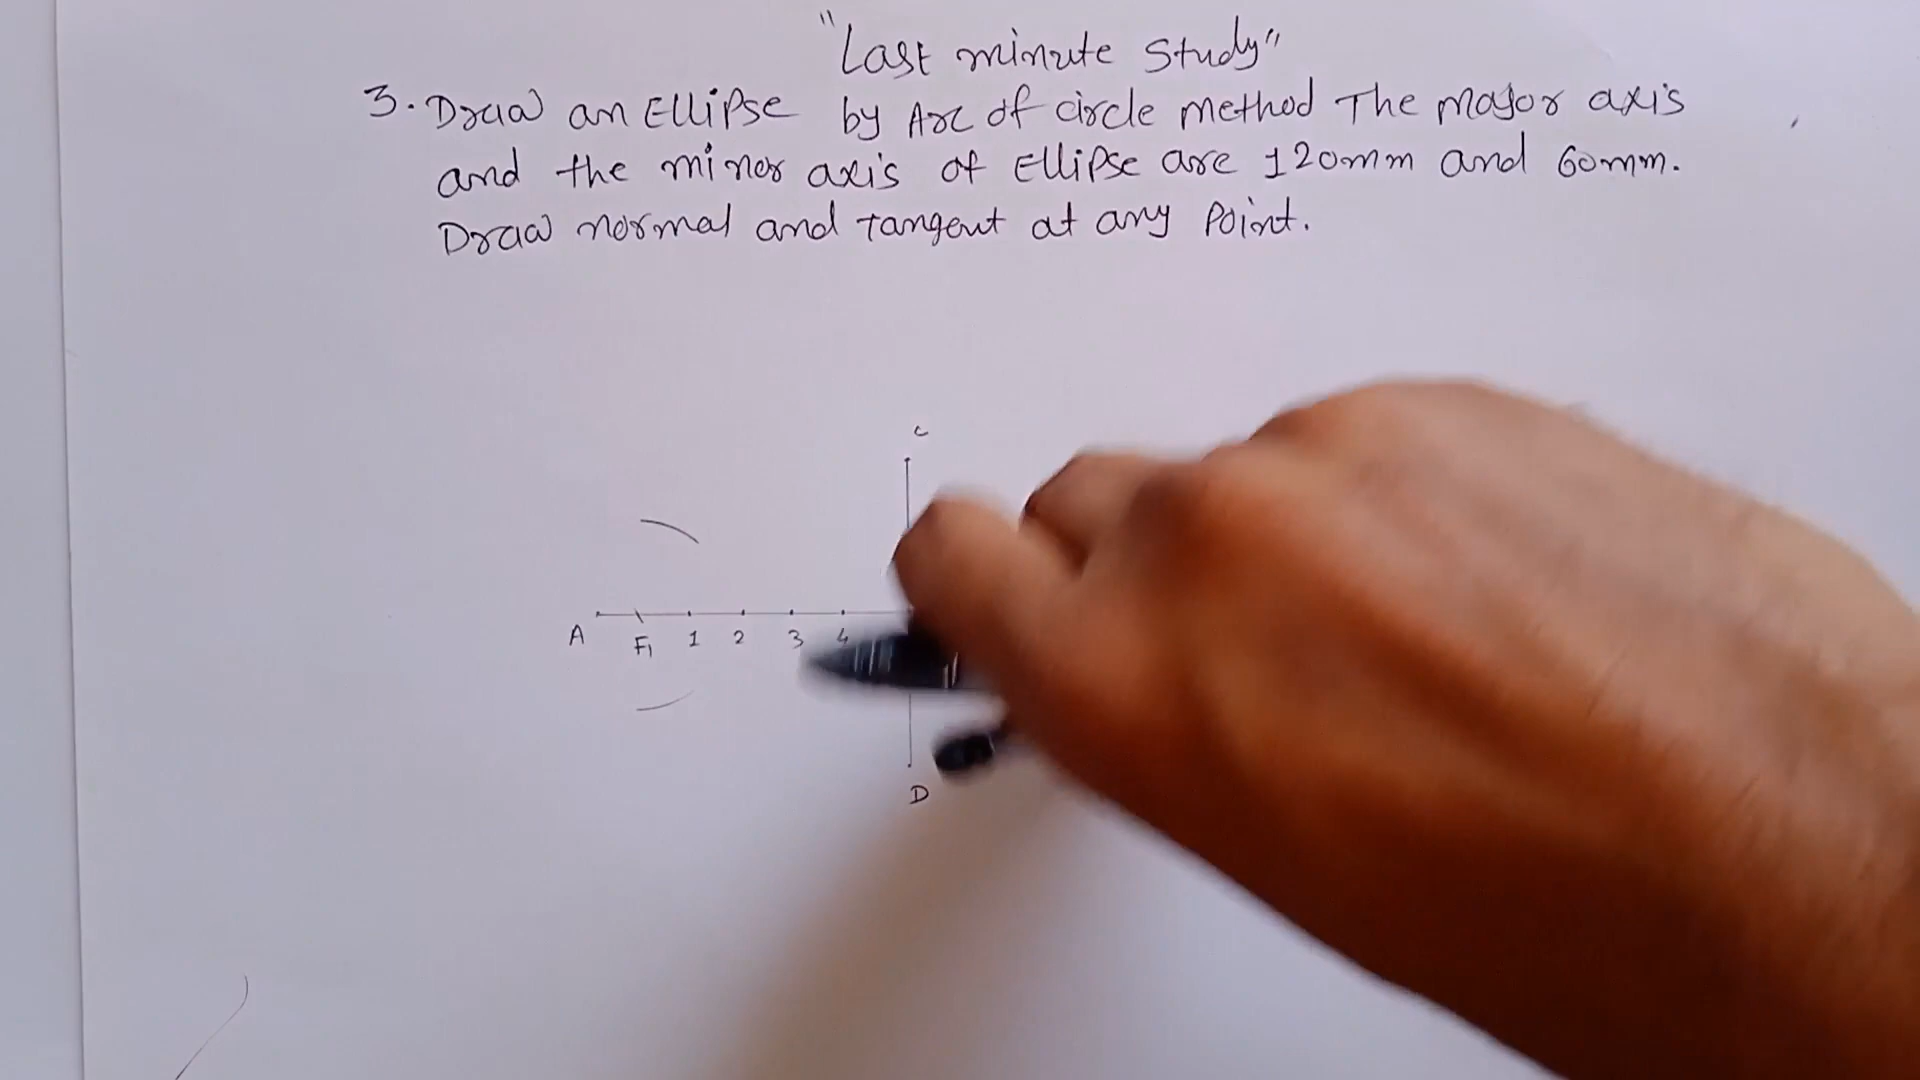 "Last minute Study"
3. Draw an Ellipse by Arc of circle method The major axis
and the minor axis of Ellipse are 120mm and 60mm.
Draw normal and Tangent at any Point.
C
A F1 1 2 3 4
D